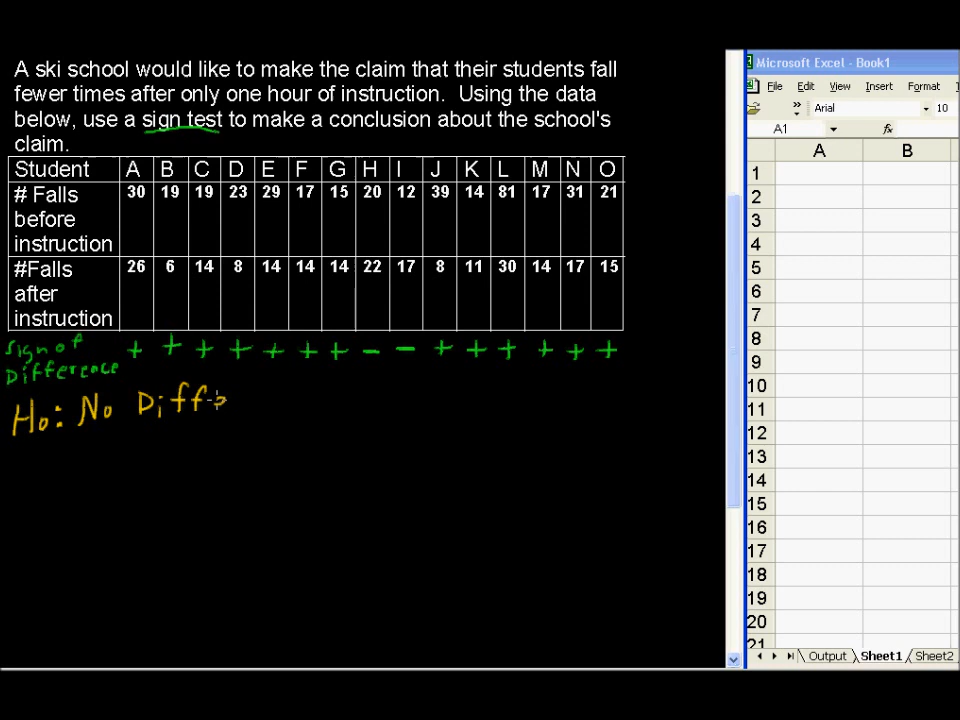 A ski school would like to make the claim that their students fall
fewer times after only one hour of instruction. Using the data
below, use a sign test to make a conclusion about the school's
claim.
Student A B C D E F G H I J K L M N O
# Falls before instruction 30 19 19 23 29 17 15 20 12 39 14 81 17 31 21
#Falls after instruction 26 6 14 8 14 14 14 22 17 8 11 30 14 17 15
Sign of Difference + + + + + + + - - + + + + + +
Ho: No Diff
Microsoft Excel - Book1
File Edit View Insert Format
» Arial 10
A1 fx
A B
1
2
3
4
5
6
7
8
9
10
11
12
13
14
15
16
17
18
19
20
21
Output Sheet1 Sheet2